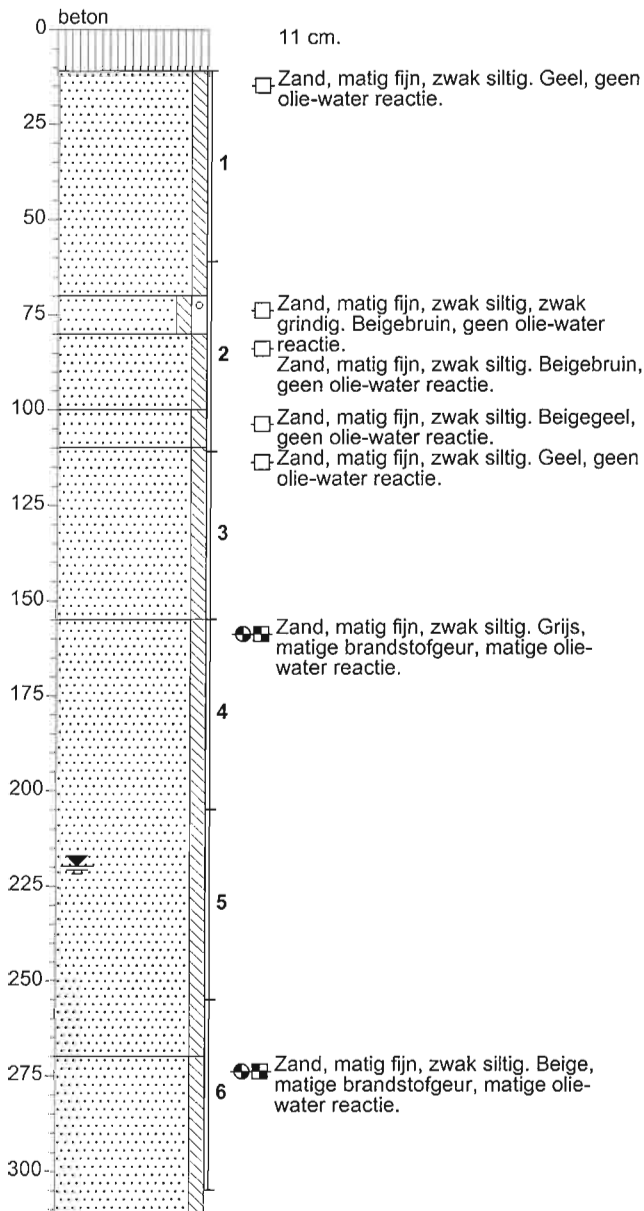 0
beton
11 cm.
Zand, matig fijn, zwak siltig. Geel, geen
olie-water reactie.
25
1
50
75
Zand, matig fijn, zwak siltig, zwak
grindig. Beigebruin, geen olie-water
reactie.
2
Zand, matig fijn, zwak siltig. Beigebruin,
geen olie-water reactie.
100
Zand, matig fijn, zwak siltig. Beigegeel,
geen olie-water reactie.
Zand, matig fijn, zwak siltig. Geel, geen
olie-water reactie.
125
3
150
Zand, matig fijn, zwak siltig. Grijs,
matige brandstofgeur, matige olie-
water reactie.
175
4
200
225
5
250
275
Zand, matig fijn, zwak siltig. Beige,
matige brandstofgeur, matige olie-
water reactie.
6
300